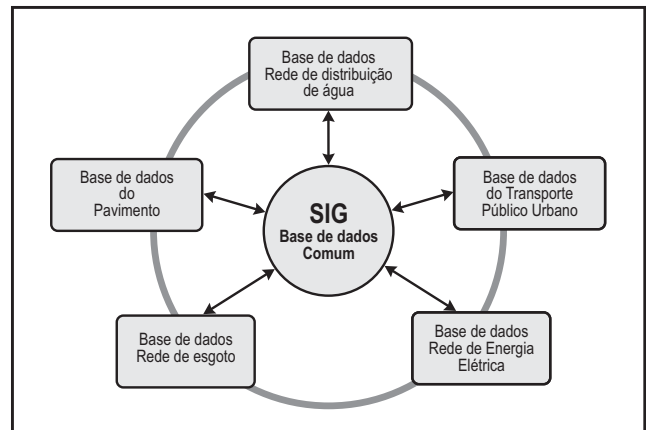 Base de dados
Rede de distribuição
de água
Base de dados
do
Pavimento
SIG
Base de dados
Comum
Base de dados
do Transporte
Público Urbano
Base de dados
Rede de esgoto
Base de dados
Rede de Energia
Elétrica